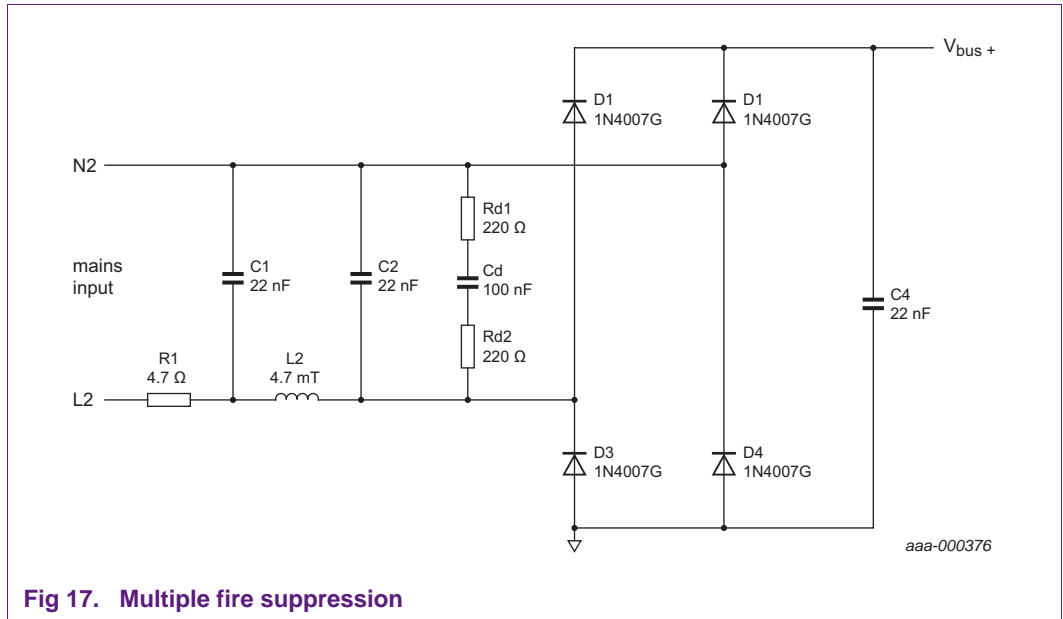 V bus +
D1
1N4007G
D1
1N4007G
N2
Rd1
220 Ω
mains
input
C1
22 nF
C2
22 nF
Cd
100 nF
C4
22 nF
Rd2
220 Ω
R1
4.7 Ω
L2
4.7 mT
L2
D3
1N4007G
D4
1N4007G
aaa-000376
Fig 17. Multiple fire suppression